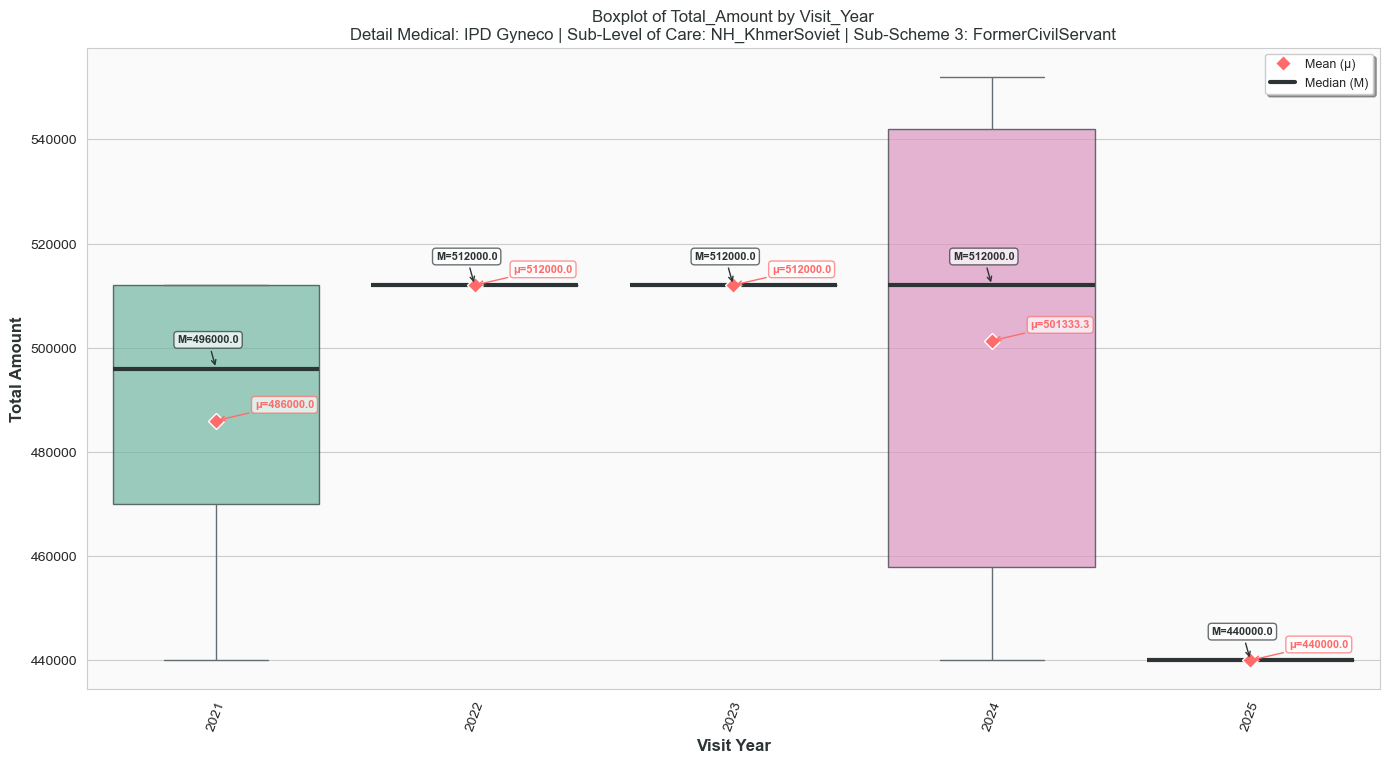 Boxplot of Total_Amount by Visit_Year
Detail Medical: IPD Gyneco | Sub-Level of Care: NH_KhmerSoviet | Sub-Scheme 3: FormerCivilServant
Mean (μ)
Median (M)
Total Amount
540000
520000
500000
480000
460000
440000
M=496000.0
μ=486000.0
M=512000.0
μ=512000.0
M=512000.0
μ=512000.0
M=512000.0
μ=501333.3
M=440000.0
μ=440000.0
2021
2022
2023
2024
2025
Visit Year